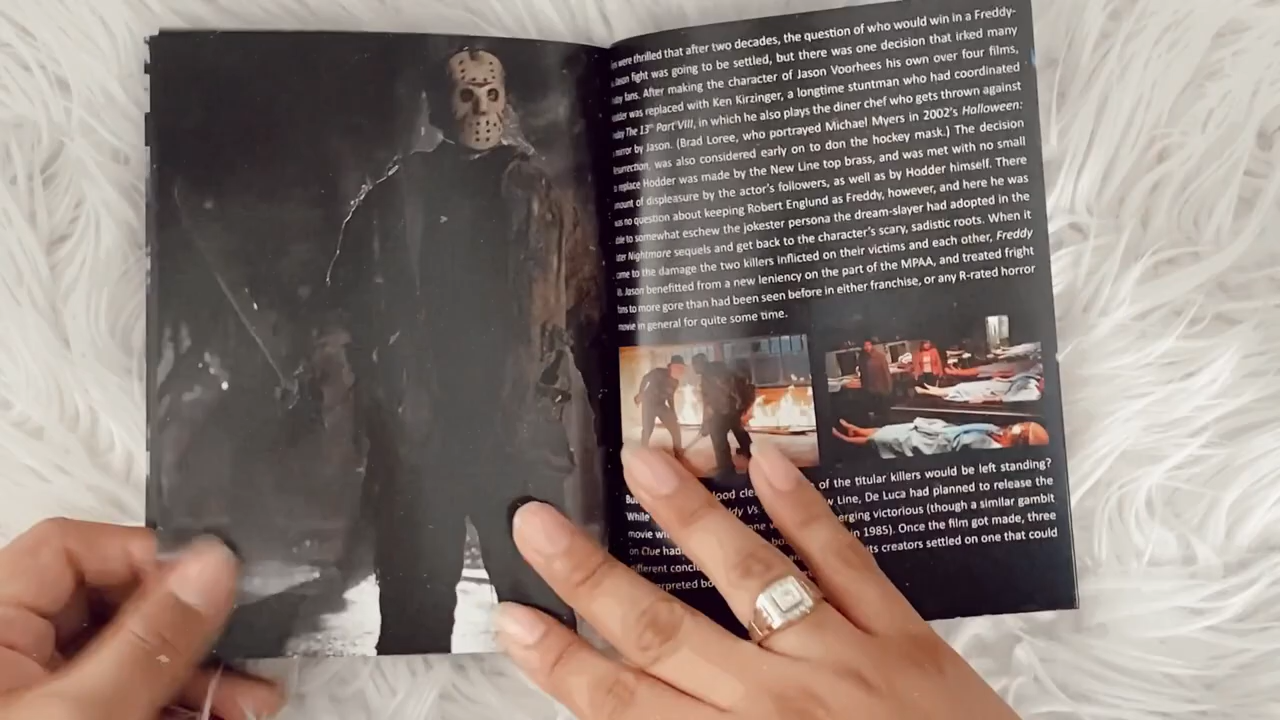 were thrilled that after two decades, the question of who would win in a Freddy-
Jason fight was going to be settled, but there was one decision that irked many
fans. After making the character of Jason Voorhees his own over four films,
was replaced with Ken Kirzinger, a longtime stuntman who had coordinated
The 13th Part VIII, in which he also plays the diner chef who gets thrown against
mirror by Jason. (Brad Loree, who portrayed Michael Myers in 2002's Halloween:
was also considered early on to don the hockey mask.) The decision
replace Hodder was made by the New Line top brass, and was met with no small
of displeasure by the actor's followers, as well as by Hodder himself. There
no question about keeping Robert Englund as Freddy, however, and here he was
to somewhat eschew the jokester persona the dream-slayer had adopted in the
Nightmare sequels and get back to the character's scary, sadistic roots. When it
to the damage the two killers inflicted on their victims and each other, Freddy
Jason benefitted from a new leniency on the part of the MPAA, and treated fright
to more gore than had been seen before in either franchise, or any R-rated horror
movie in general for quite some time.
of the titular killers would be left standing?
While Line, De Luca had planned to release the
movie victorious (though a similar gambit
on Clue had in 1985). Once the film got made, three
different its creators settled on one that could